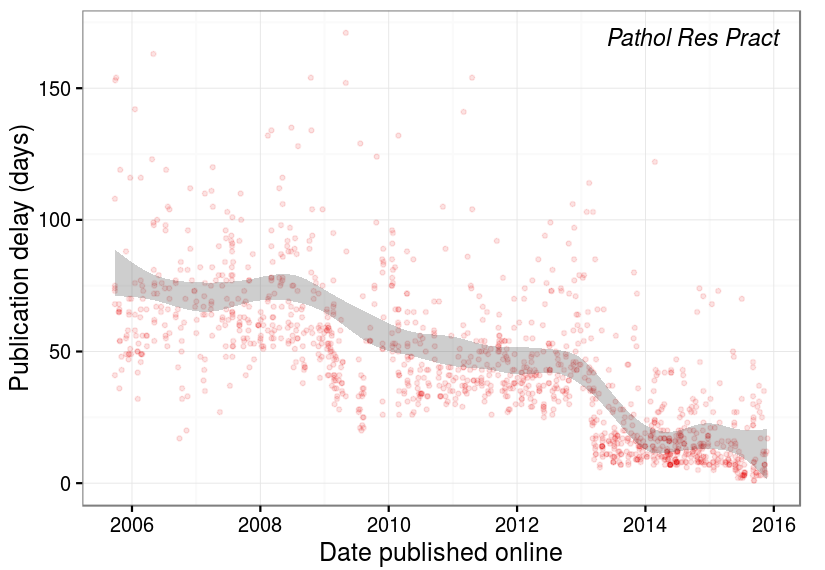 Pathol Res Pract
Publication delay (days)
150
100
50
0
2006 2008 2010 2012 2014 2016
Date published online